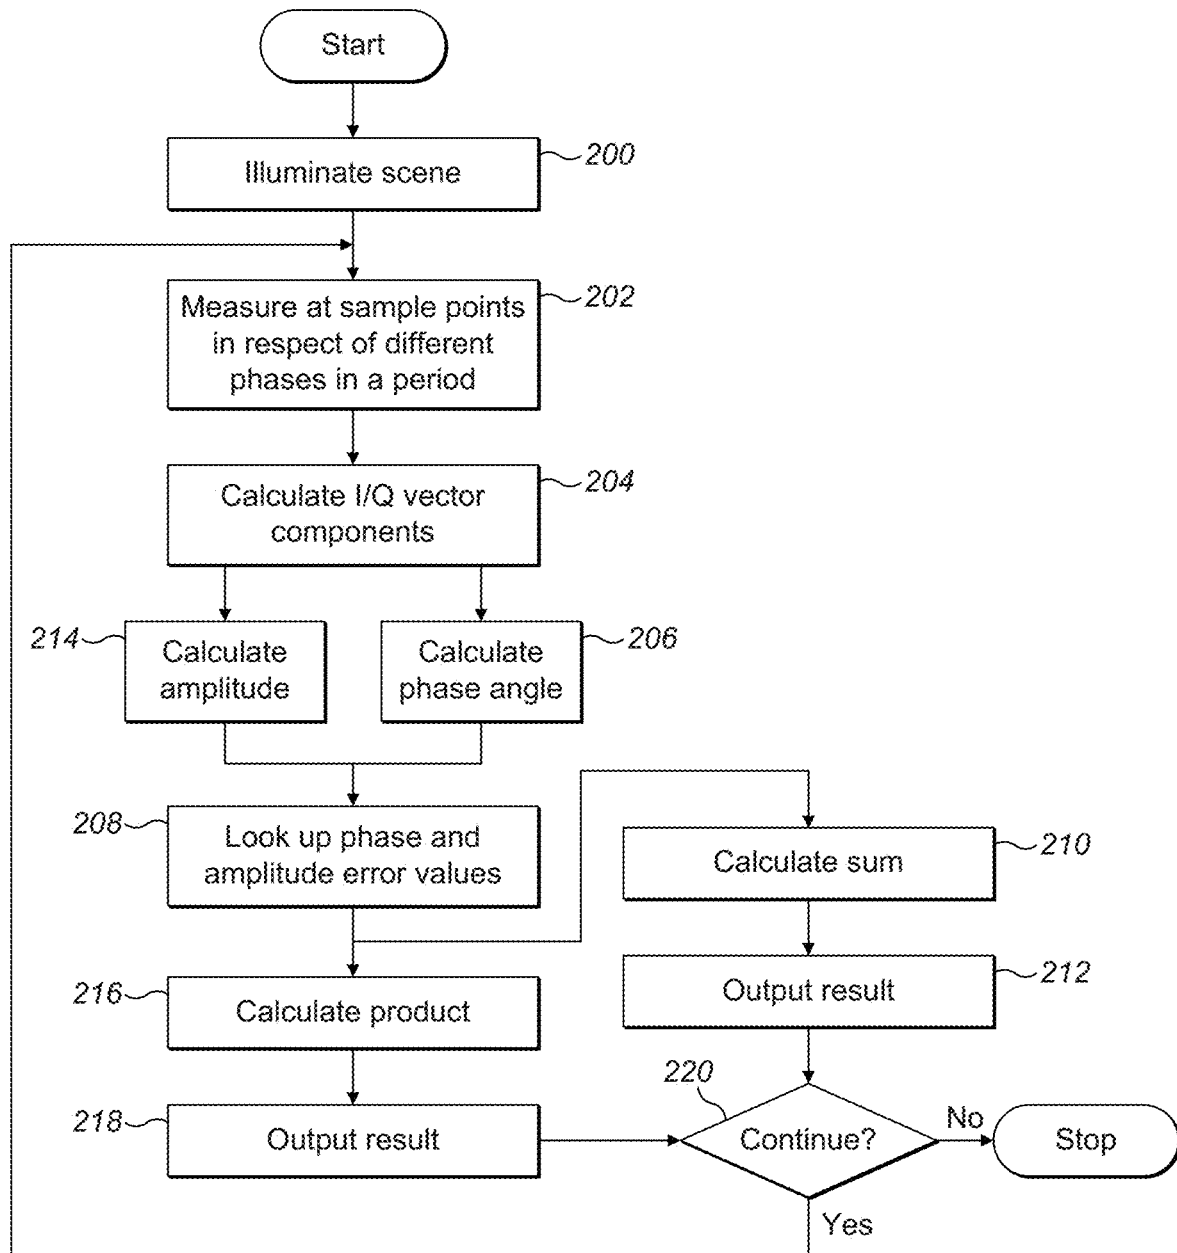 Start
Illuminate scene
200
Measure at sample points
in respect of different
phases in a period
202
Calculate I/Q vector
components
204
214
Calculate
amplitude
Calculate
phase angle
206
208
Look up phase and
amplitude error values
Calculate sum
210
216
Calculate product
Output result
212
218
Output result
220
Continue?
No
Stop
Yes